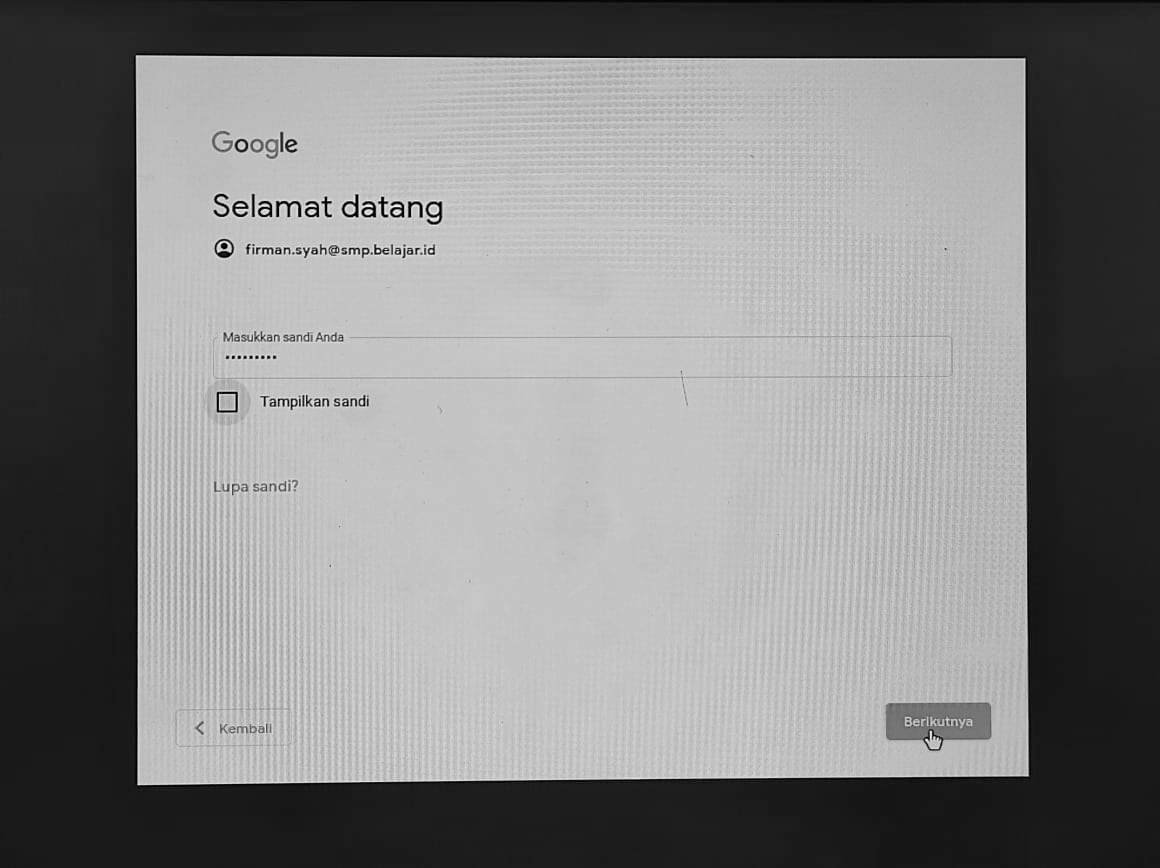 Google
Selamat datang
firman.syah@smp.belajar.id
Masukkan sandi Anda
•••••••••
Tampilkan sandi
Lupa sandi?
Kembali
Berikutnya